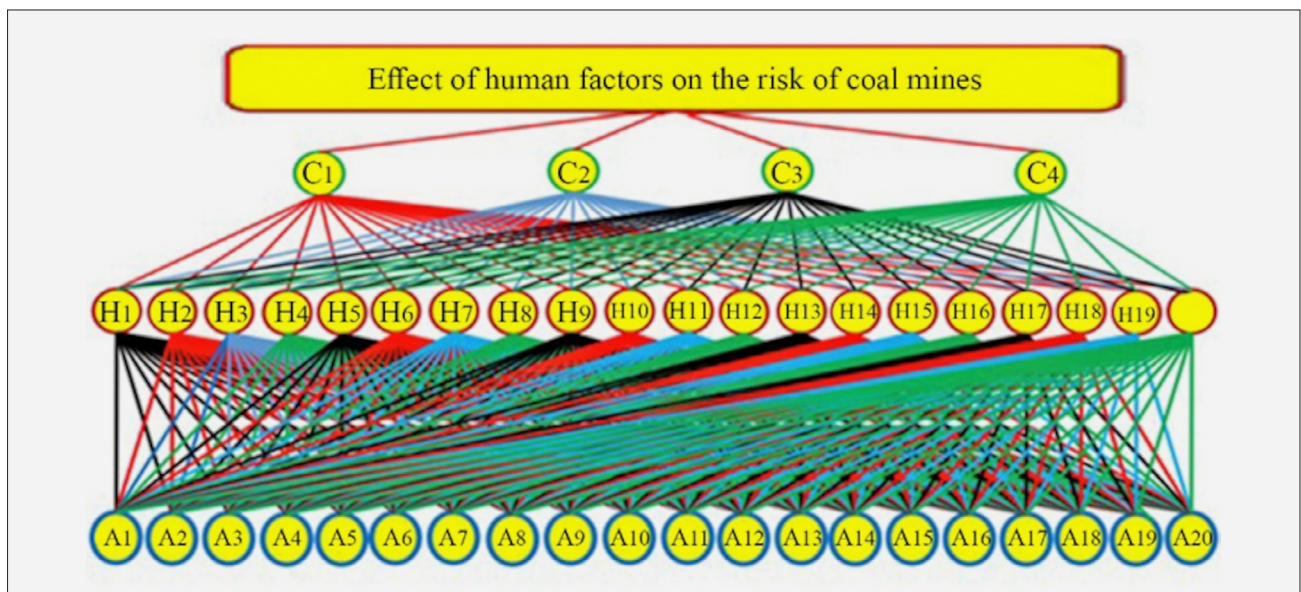 Effect of human factors on the risk of coal mines
C1 C2 C3 C4
H1 H2 H3 H4 H5 H6 H7 H8 H9 H10 H11 H12 H13 H14 H15 H16 H17 H18 H19
A1 A2 A3 A4 A5 A6 A7 A8 A9 A10 A11 A12 A13 A14 A15 A16 A17 A18 A19 A20